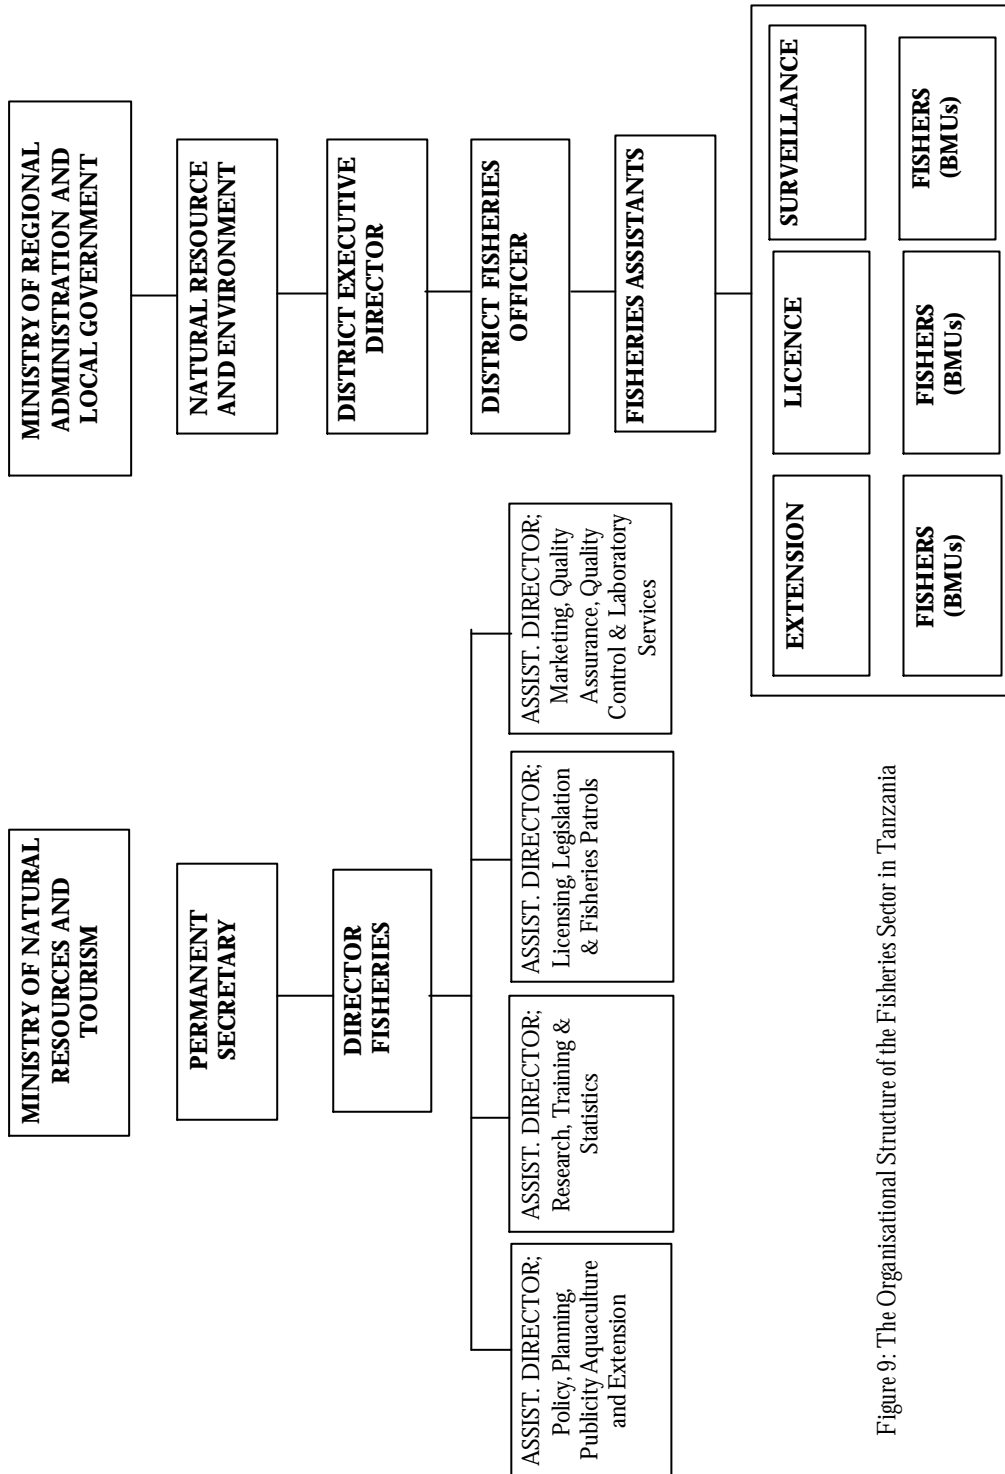 MINISTRY OF NATURAL
RESOURCES AND
TOURISM
PERMANENT
SECRETARY
DIRECTOR
FISHERIES
ASSIST. DIRECTOR;
Policy, Planning,
Publicity Aquaculture
and Extension
ASSIST. DIRECTOR;
Research, Training &
Statistics
ASSIST. DIRECTOR;
Licensing, Legislation
& Fisheries Patrols
ASSIST. DIRECTOR;
Marketing, Quality
Assurance, Quality
Control & Laboratory
Services
MINISTRY OF REGIONAL
ADMINISTRATION AND
LOCAL GOVERNMENT
NATURAL RESOURCE
AND ENVIRONMENT
DISTRICT EXECUTIVE
DIRECTOR
DISTRICT FISHERIES
OFFICER
FISHERIES ASSISTANTS
EXTENSION
LICENCE
SURVEILLANCE
FISHERS
(BMUs)
FISHERS
(BMUs)
FISHERS
(BMUs)
Figure 9: The Organisational Structure of the Fisheries Sector in Tanzania